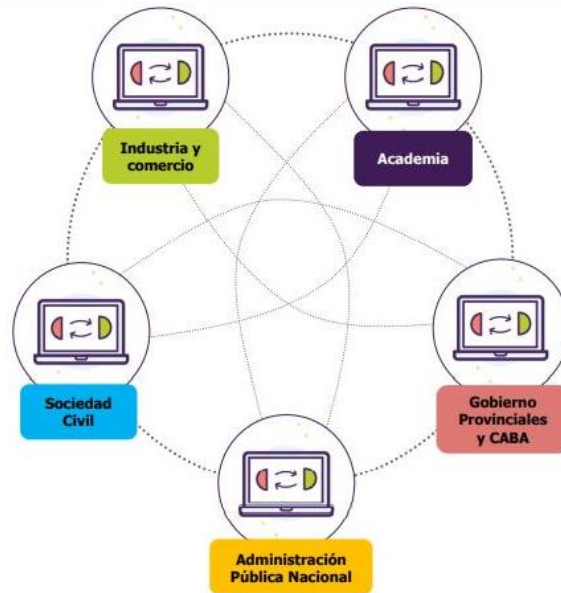 Industria y
comercio
Academia
Sociedad
Civil
Gobierno
Provinciales
y CABA
Administración
Pública Nacional